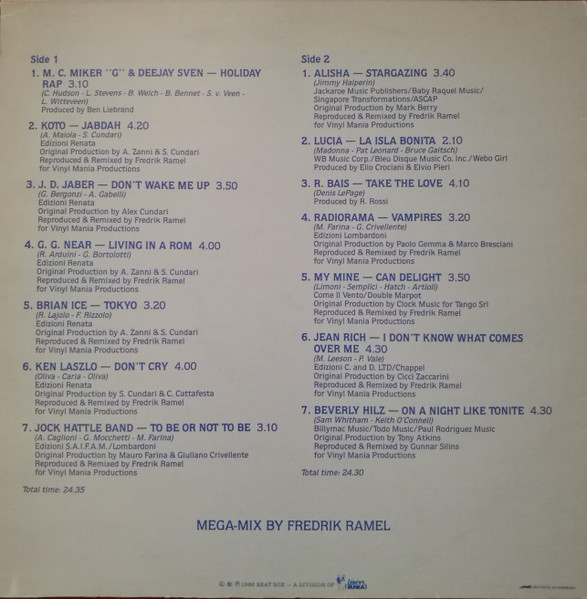 Side 1
1. M. C. MIKER "G" & DEEJAY SVEN — HOLIDAY
RAP 3.10
(C. Hudson - L. Stevens - B. Welch - B. Bennet - S. v. Veen -
L. Witteveen)
Produced by Ben Liebrand
2. KOTO — JABDAH 4.20
(A. Maiola - S. Cundari)
Edizioni Renata
Original Production by A. Zanni & S. Cundari
Reproduced & Remixed by Fredrik Ramel
for Vinyl Mania Productions
3. J. D. JABER — DON'T WAKE ME UP 3.50
(G. Bergonzi - A. Gabelli)
Edizioni Renata
Original Production by Alex Cundari
Reproduced & Remixed by Fredrik Ramel
for Vinyl Mania Productions
4. G. G. NEAR — LIVING IN A ROM 4.00
(R. Arduini - G. Bortolotti)
Edizioni Renata
Original Production by A. Zanni & S. Cundari
Reproduced & Remixed by Fredrik Ramel
for Vinyl Mania Productions
5. BRIAN ICE — TOKYO 3.20
(R. Lajolo - F. Rizzolo)
Edizioni Renata
Original Production by A. Zanni & S. Cundari
Reproduced & Remixed by Fredrik Ramel
for Vinyl Mania Productions
6. KEN LASZLO — DON'T CRY 4.00
(Oliva - Caria - Oliva)
Edizioni Renata
Original Production by S. Cundari & C. Cattafesta
Reproduced & Remixed by Fredrik Ramel
for Vinyl Mania Productions
7. JOCK HATTLE BAND — TO BE OR NOT TO BE 3.10
(A. Caglioni - G. Mocchetti - M. Farina)
Edizioni S.A.I.F.A.M./Lombardoni
Original Production by Mauro Farina & Giuliano Crivellente
Reproduced & Remixed by Fredrik Ramel
for Vinyl Mania Productions
Total time: 24.35
Side 2
1. ALISHA — STARGAZING 3.40
(Jimmy Halperin)
Jackaroe Music Publishers/Baby Raquel Music/
Singapore Transformations/ASCAP
Original Production by Mark Berry
Reproduced & Remixed by Fredrik Ramel
for Vinyl Mania Productions
2. LUCIA — LA ISLA BONITA 2.10
(Madonna - Pat Leonard - Bruce Gaitsch)
WB Music Corp./Bleu Disque Music Co. Inc./Webo Girl
Produced by Elio Crociani & Elvio Pieri
3. R. BAIS — TAKE THE LOVE 4.10
(Denis LePage)
Produced by R. Rossi
4. RADIORAMA — VAMPIRES 3.20
(M. Farina - G. Crivellente)
Edizioni Lombardoni
Original Production by Paolo Gemma & Marco Bresciani
Reproduced & Remixed by Fredrik Ramel
for Vinyl Mania Productions
5. MY MINE — CAN DELIGHT 3.50
(Limoni - Semplici - Hatch - Artioli)
Come Il Vento/Double Marpot
Original Production by Clock Music for Tango Srl
Reproduced & Remixed by Fredrik Ramel
for Vinyl Mania Productions
6. JEAN RICH — I DON'T KNOW WHAT COMES
OVER ME 4.30
(M. Leeson - P. Vale)
Edizioni C. and D. LTD/Chappel
Original Production by Cicci Zaccarini
Reproduced & Remixed by Fredrik Ramel
for Vinyl Mania Productions
7. BEVERLY HILZ — ON A NIGHT LIKE TONITE 4.30
(Sam Whitham - Keith O'Connell)
Billymac Music/Todo Music/Paul Rodriguez Music
Original Production by Tony Atkins
Reproduced & Remixed by Gunnar Silins
for Vinyl Mania Productions
Total time: 24.30
MEGA-MIX BY FREDRIK RAMEL
BEAT BOX — A DIVISION OF